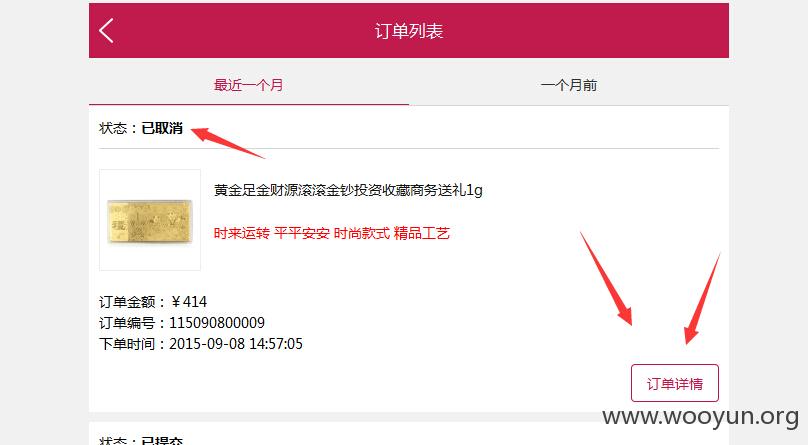 订单列表
最近一个月 一个月前
状态：已取消
黄金足金财源滚滚金钞投资收藏商务送礼1g
时来运转 平平安安 时尚款式 精品工艺
订单金额：￥414
订单编号：115090800009
下单时间：2015-09-08 14:57:05
订单详情
www.wooyun.org
状态：已提交